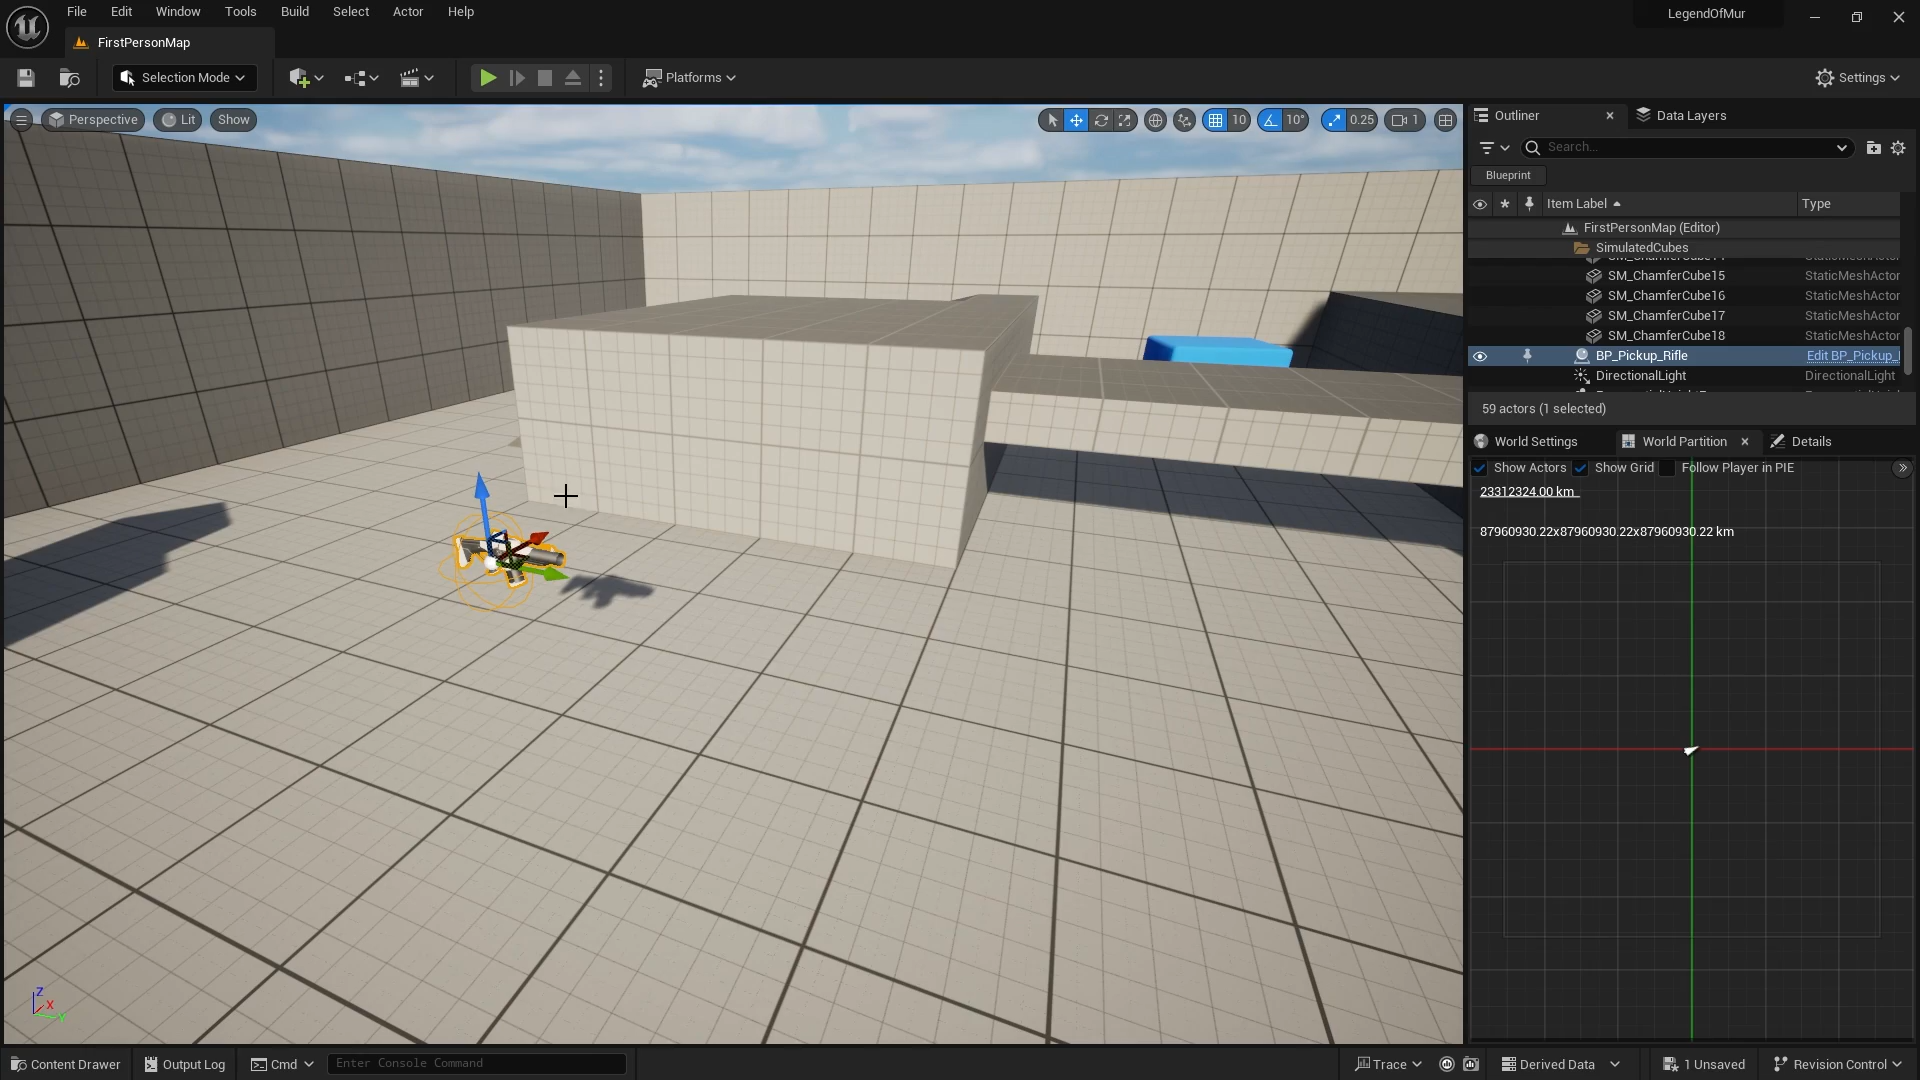 File Edit Window Tools Build Select Actor Help
LegendOfMur
FirstPersonMap
Selection Mode
Platforms
Settings
Perspective Lit Show
10 10° 0.25 1
Outliner
Data Layers
Search...
Blueprint
Item Label Type
FirstPersonMap (Editor)
SimulatedCubes
SM_ChamferCube15 StaticMeshActor
SM_ChamferCube16 StaticMeshActor
SM_ChamferCube17 StaticMeshActor
SM_ChamferCube18 StaticMeshActor
BP_Pickup_Rifle Edit BP_Pickup_
DirectionalLight DirectionalLight
59 actors (1 selected)
World Settings World Partition Details
Show Actors Show Grid Follow Player in PIE
23312324.00 km
87960930.22x87960930.22x87960930.22 km
Z
X
Y
Content Drawer Output Log Cmd Enter Console Command
Trace Derived Data 1 Unsaved Revision Control